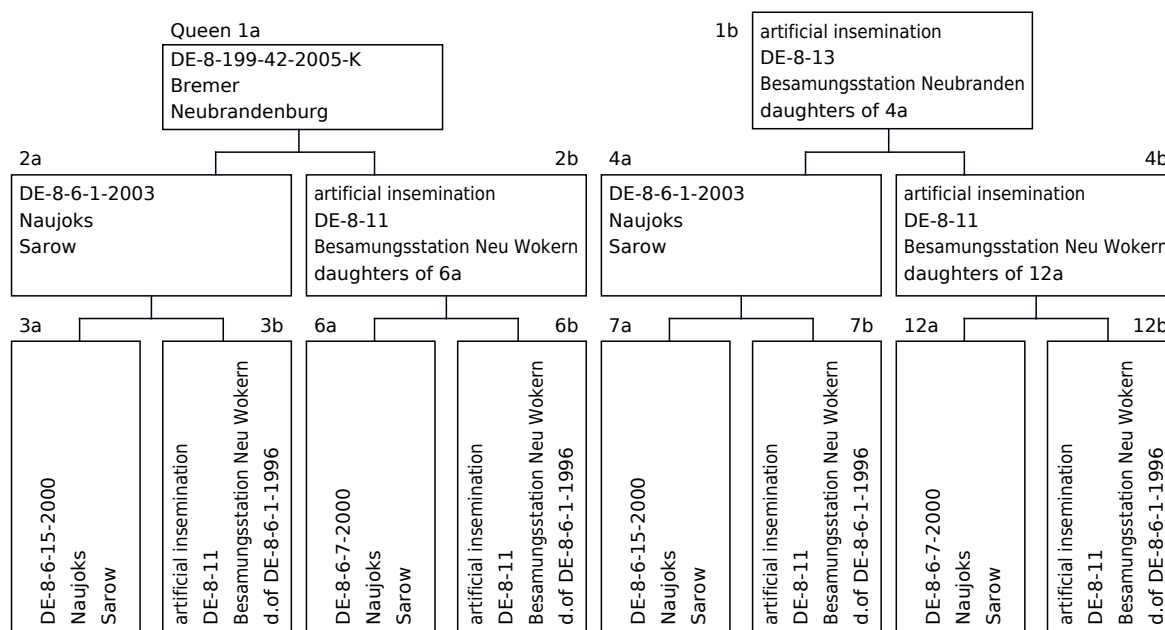 Queen 1a
DE-8-199-42-2005-K
Bremer
Neubrandenburg
1b
artificial insemination
DE-8-13
Besamungsstation Neubranden
daughters of 4a
2a
DE-8-6-1-2003
Naujoks
Sarow
2b
artificial insemination
DE-8-11
Besamungsstation Neu Wokern
daughters of 6a
4a
DE-8-6-1-2003
Naujoks
Sarow
4b
artificial insemination
DE-8-11
Besamungsstation Neu Wokern
daughters of 12a
3a
DE-8-6-15-2000
Naujoks
Sarow
3b
artificial insemination
DE-8-11
Besamungsstation Neu Wokern
d.of DE-8-6-1-1996
6a
DE-8-6-7-2000
Naujoks
Sarow
6b
artificial insemination
DE-8-11
Besamungsstation Neu Wokern
d.of DE-8-6-1-1996
7a
DE-8-6-15-2000
Naujoks
Sarow
7b
artificial insemination
DE-8-11
Besamungsstation Neu Wokern
d.of DE-8-6-1-1996
12a
DE-8-6-7-2000
Naujoks
Sarow
12b
artificial insemination
DE-8-11
Besamungsstation Neu Wokern
d.of DE-8-6-1-1996